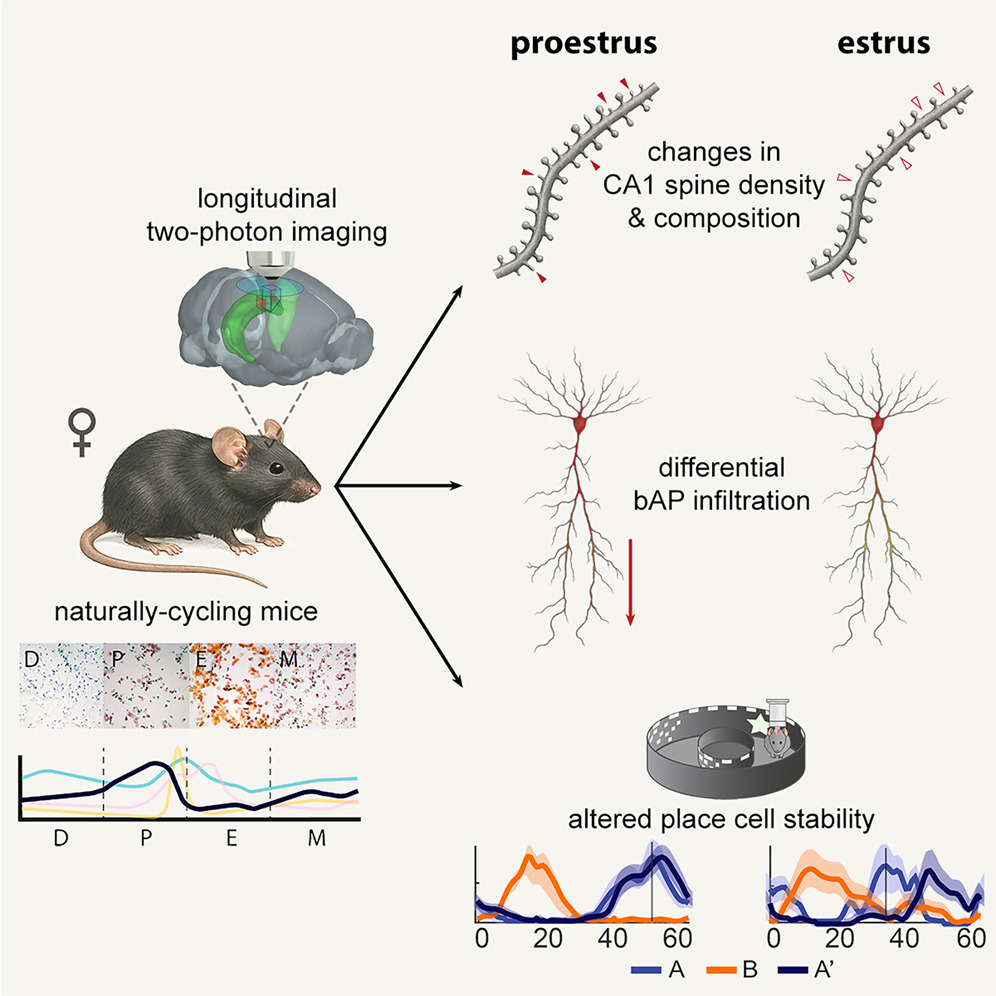 proestrus
estrus
changes in
CA1 spine density
& composition
longitudinal
two-photon imaging
♀
differential
bAP infiltration
naturally-cycling mice
D P E M
D P E M
altered place cell stability
0 20 40 60
0 20 40 60
A B A’